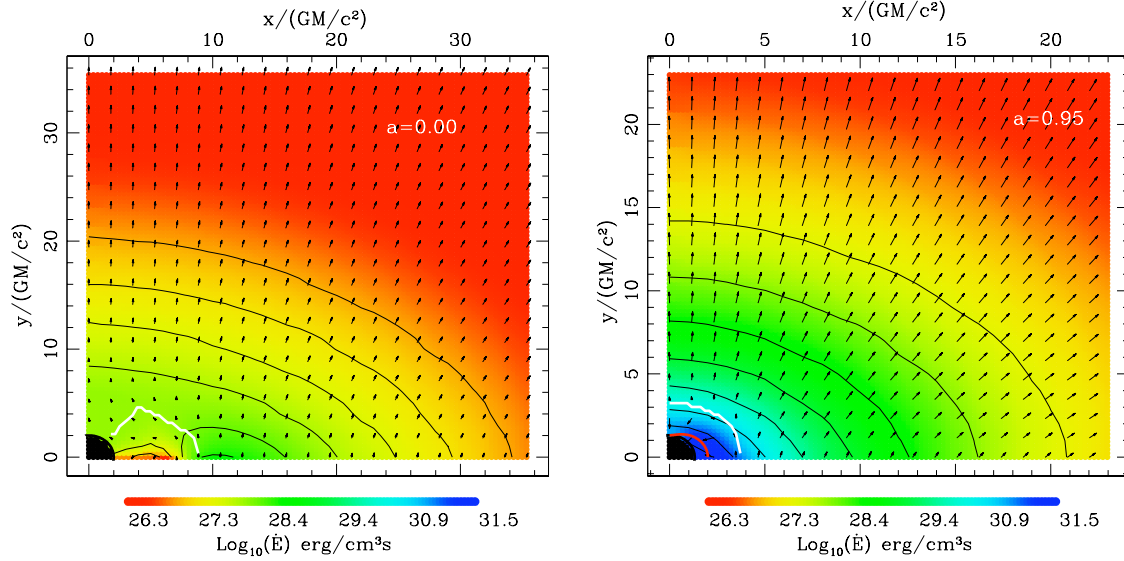 x/(GM/c²)
0 10 20 30
y/(GM/c²)
30
20
10
0
a=0.00
26.3 27.3 28.4 29.4 30.9 31.5
Log₁₀(Ė) erg/cm³s
x/(GM/c²)
0 5 10 15 20
y/(GM/c²)
20
15
10
5
0
a=0.95
26.3 27.3 28.4 29.4 30.9 31.5
Log₁₀(Ė) erg/cm³s